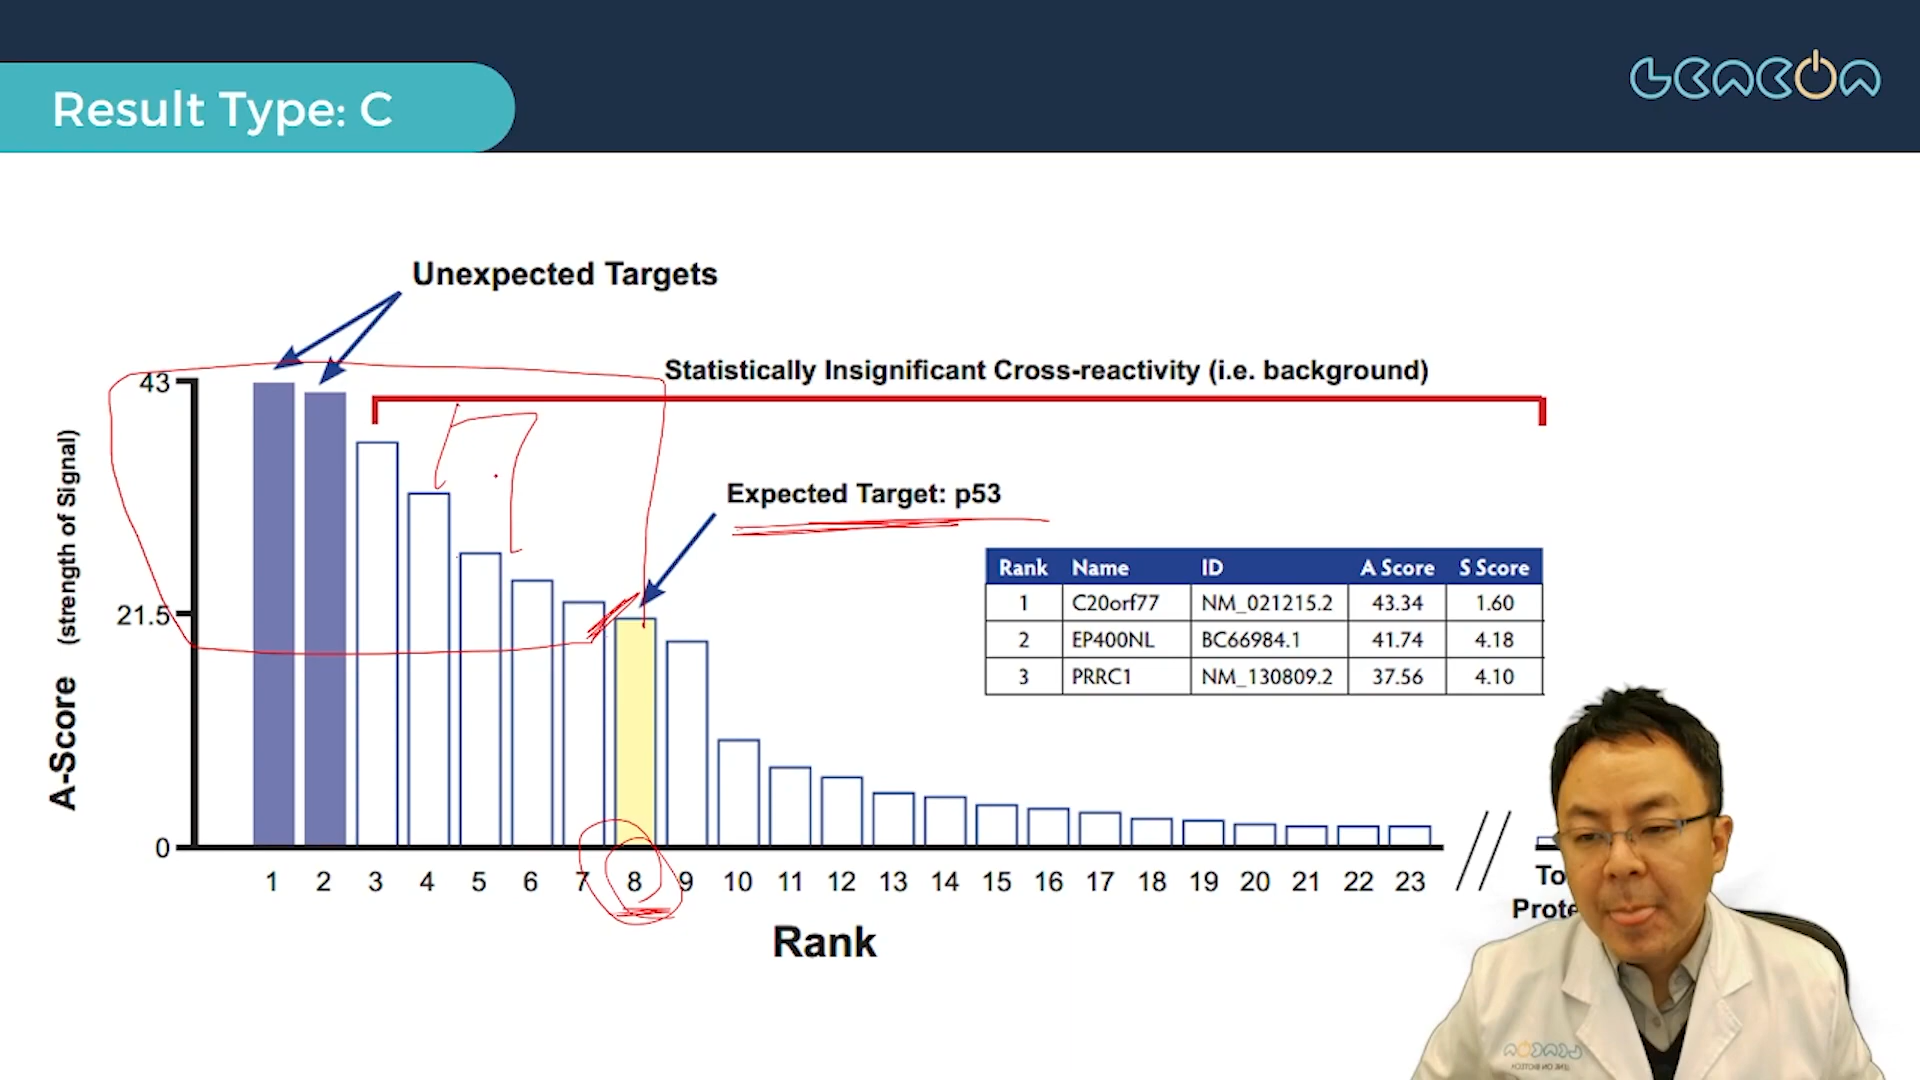 Result Type: C
Unexpected Targets
Statistically Insignificant Cross-reactivity (i.e. background)
Expected Target: p53
43
21.5
0
A-Score (strength of Signal)
Rank Name ID A Score S Score
1 C20orf77 NM_021215.2 43.34 1.60
2 EP400NL BC66984.1 41.74 4.18
3 PRRC1 NM_130809.2 37.56 4.10
1 2 3 4 5 6 7 8 9 10 11 12 13 14 15 16 17 18 19 20 21 22 23
Rank